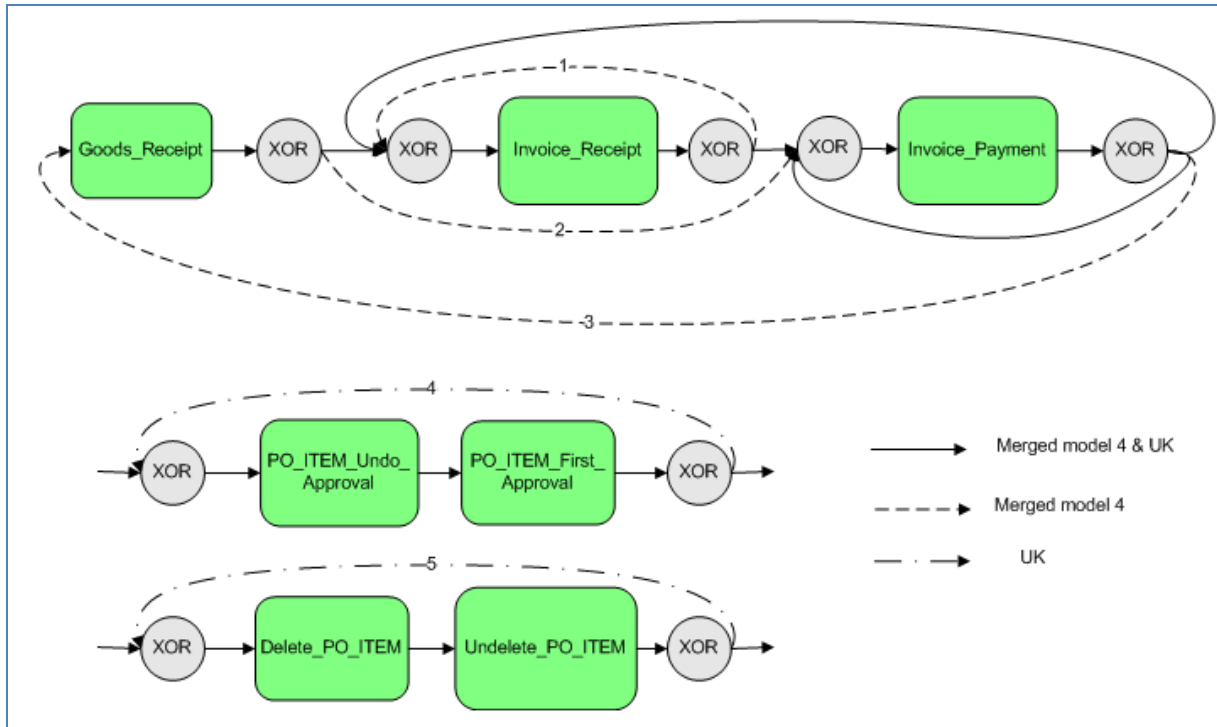 1
Goods_Receipt
XOR
XOR
Invoice_Receipt
XOR
XOR
Invoice_Payment
XOR
2
3
4
XOR
PO_ITEM_Undo_
Approval
PO_ITEM_First_
Approval
XOR
Merged model 4 & UK
Merged model 4
UK
5
XOR
Delete_PO_ITEM
Undelete_PO_ITEM
XOR